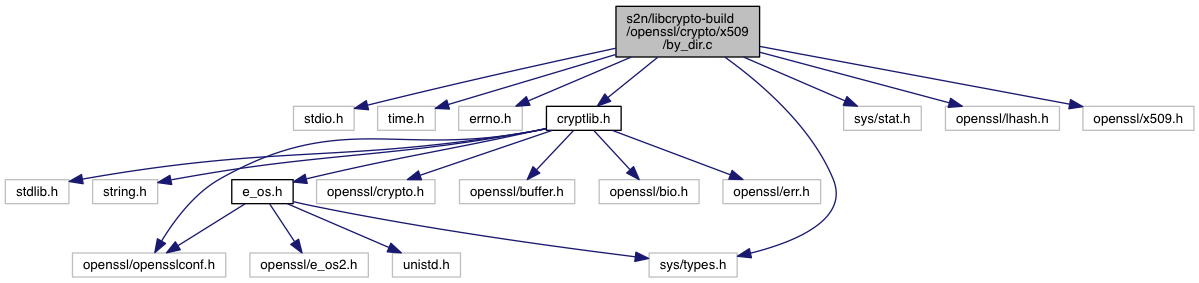 s2n/libcrypto-build
/openssl/crypto/x509
/by_dir.c
stdio.h
time.h
errno.h
cryptlib.h
sys/stat.h
openssl/lhash.h
openssl/x509.h
stdlib.h
string.h
e_os.h
openssl/crypto.h
openssl/buffer.h
openssl/bio.h
openssl/err.h
openssl/opensslconf.h
openssl/e_os2.h
unistd.h
sys/types.h